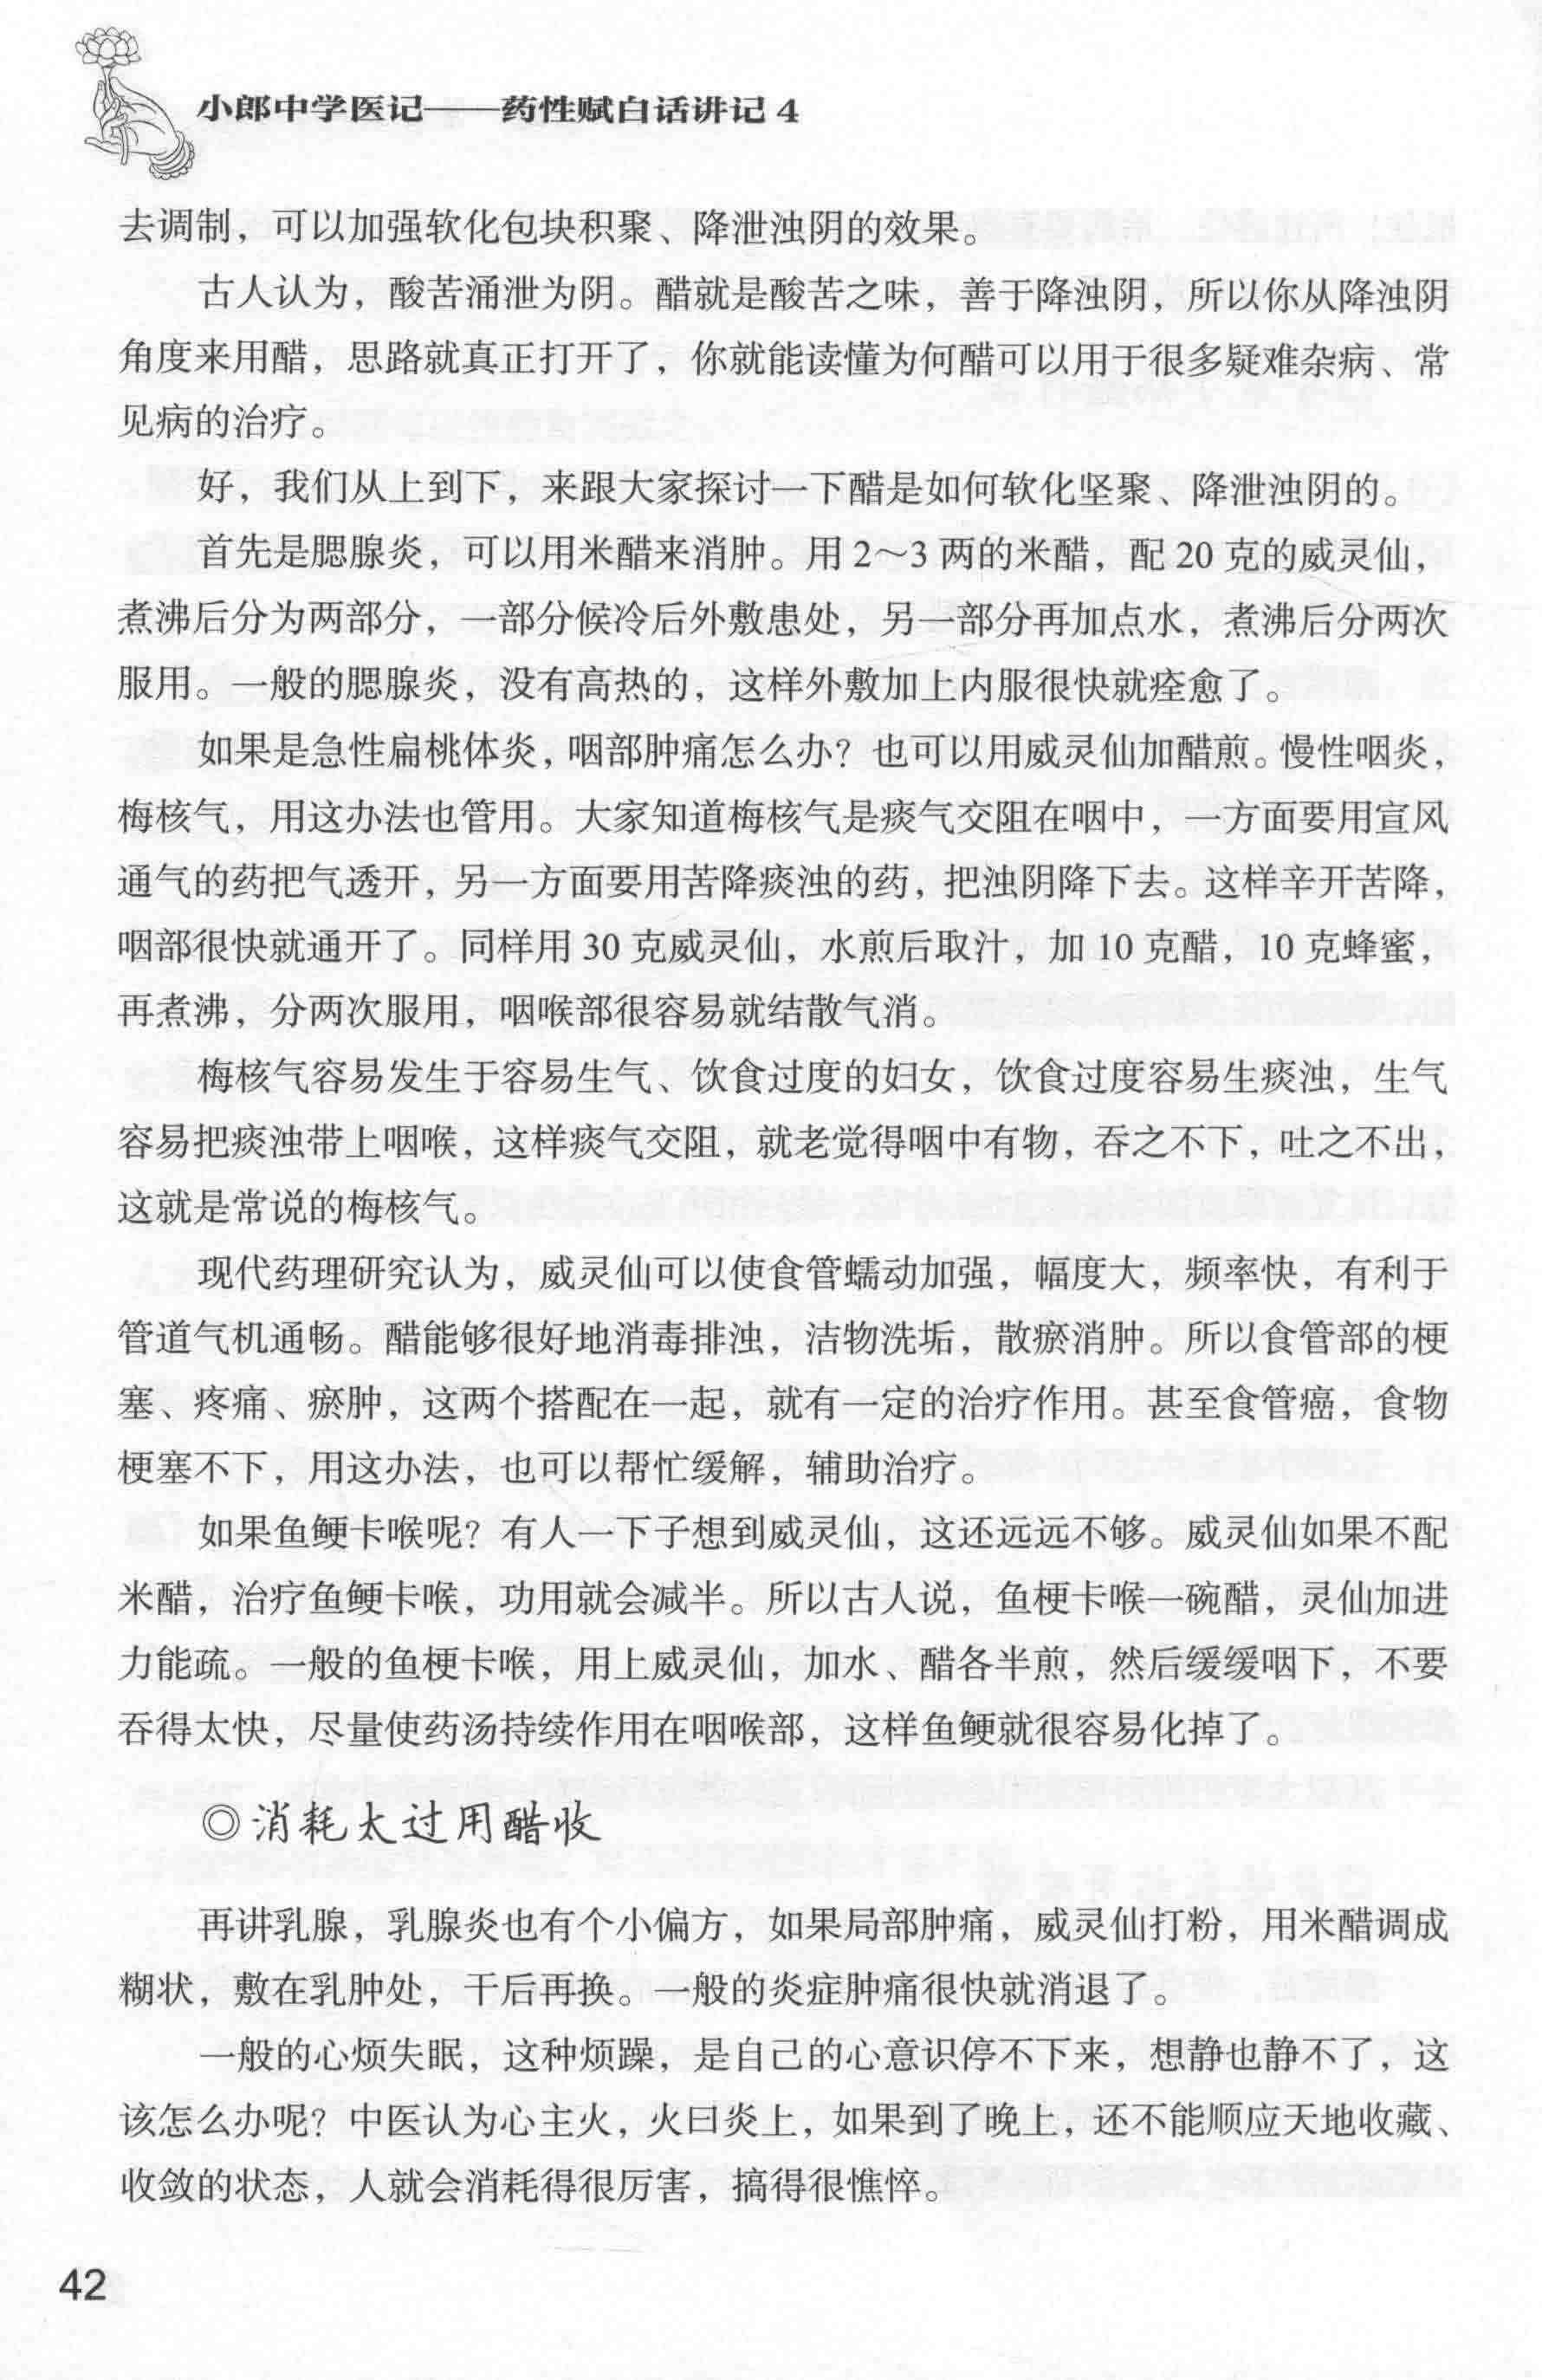 小郎中学医记——药性赋白话讲记 4
去调制，可以加强软化包块积聚、降泄浊阴的效果。
古人认为，酸苦涌泄为阴。醋就是酸苦之味，善于降浊阴，所以你从降浊阴
角度来用醋，思路就真正打开了，你就能读懂为何醋可以用于很多疑难杂病、常
见病的治疗。
好，我们从上到下，来跟大家探讨一下醋是如何软化坚聚、降泄浊阴的。
首先是腮腺炎，可以用米醋来消肿。用 2～3 两的米醋，配 20 克的威灵仙，
煮沸后分为两部分，一部分候冷后外敷患处，另一部分再加点水，煮沸后分两次
服用。一般的腮腺炎，没有高热的，这样外敷加上内服很快就痊愈了。
如果是急性扁桃体炎，咽部肿痛怎么办？也可以用威灵仙加醋煎。慢性咽炎，
梅核气，用这办法也管用。大家知道梅核气是痰气交阻在咽中，一方面要用宣风
通气的药把气透开，另一方面要用苦降痰浊的药，把浊阴降下去。这样辛开苦降，
咽部很快就通开了。同样用 30 克威灵仙，水煎后取汁，加 10 克醋，10 克蜂蜜，
再煮沸，分两次服用，咽喉部很容易就结散气消。
梅核气容易发生于容易生气、饮食过度的妇女，饮食过度容易生痰浊，生气
容易把痰浊带上咽喉，这样痰气交阻，就老觉得咽中有物，吞之不下，吐之不出，
这就是常说的梅核气。
现代药理研究认为，威灵仙可以使食管蠕动加强，幅度大，频率快，有利于
管道气机通畅。醋能够很好地消毒排浊，洁物洗垢，散瘀消肿。所以食管部的梗
塞、疼痛、瘀肿，这两个搭配在一起，就有一定的治疗作用。甚至食管癌，食物
梗塞不下，用这办法，也可以帮忙缓解，辅助治疗。
如果鱼鲠卡喉呢？有人一下子想到威灵仙，这还远远不够。威灵仙如果不配
米醋，治疗鱼鲠卡喉，功用就会减半。所以古人说，鱼梗卡喉一碗醋，灵仙加进
力能疏。一般的鱼梗卡喉，用上威灵仙，加水、醋各半煎，然后缓缓咽下，不要
吞得太快，尽量使药汤持续作用在咽喉部，这样鱼鲠就很容易化掉了。
◎消耗太过用醋收
再讲乳腺，乳腺炎也有个小偏方，如果局部肿痛，威灵仙打粉，用米醋调成
糊状，敷在乳肿处，干后再换。一般的炎症肿痛很快就消退了。
一般的心烦失眠，这种烦躁，是自己的心意识停不下来，想静也静不了，这
该怎么办呢？中医认为心主火，火曰炎上，如果到了晚上，还不能顺应天地收藏、
收敛的状态，人就会消耗得很厉害，搞得很憔悴。
42